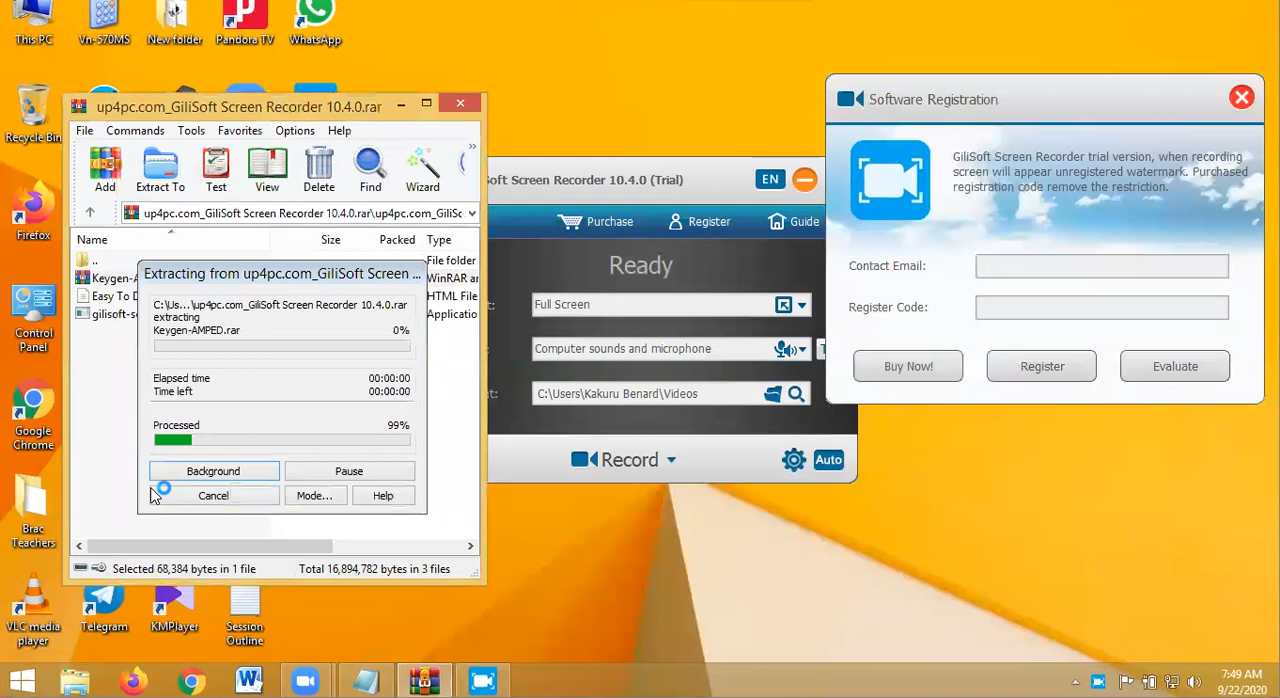 This PC
Vn-570MS
New folder
Pandora TV
WhatsApp
Recycle Bin
Firefox
Control
Panel
Google
Chrome
Brac
Teachers
VLC media
player
Telegram
KMPlayer
Session
Outline
up4pc.com_GiliSoft Screen Recorder 10.4.0.rar
File Commands Tools Favorites Options Help
Add Extract To Test View Delete Find Wizard
up4pc.com_GiliSoft Screen Recorder 10.4.0.rar\up4pc.com_GiliSc
Name Size Packed Type
.. File folder
Keygen- WinRAR ar
Easy To D HTML File
gilisoft-s Applicatio
Extracting from up4pc.com_GiliSoft Screen ...
C:\Us...\up4pc.com_GiliSoft Screen Recorder 10.4.0.rar
extracting
Keygen-AMPED.rar 0%
Elapsed time 00:00:00
Time left 00:00:00
Processed 99%
Background Pause
Cancel Mode... Help
Selected 68,384 bytes in 1 file Total 16,894,782 bytes in 3 files
oft Screen Recorder 10.4.0 (Trial) EN
Purchase Register Guide
Ready
Full Screen
Computer sounds and microphone
C:\Users\Kakuru Benard\Videos
Record Auto
Software Registration
GiliSoft Screen Recorder trial version, when recording
screen will appear unregistered watermark. Purchased
registration code remove the restriction.
Contact Email:
Register Code:
Buy Now! Register Evaluate
7:49 AM
9/22/2020